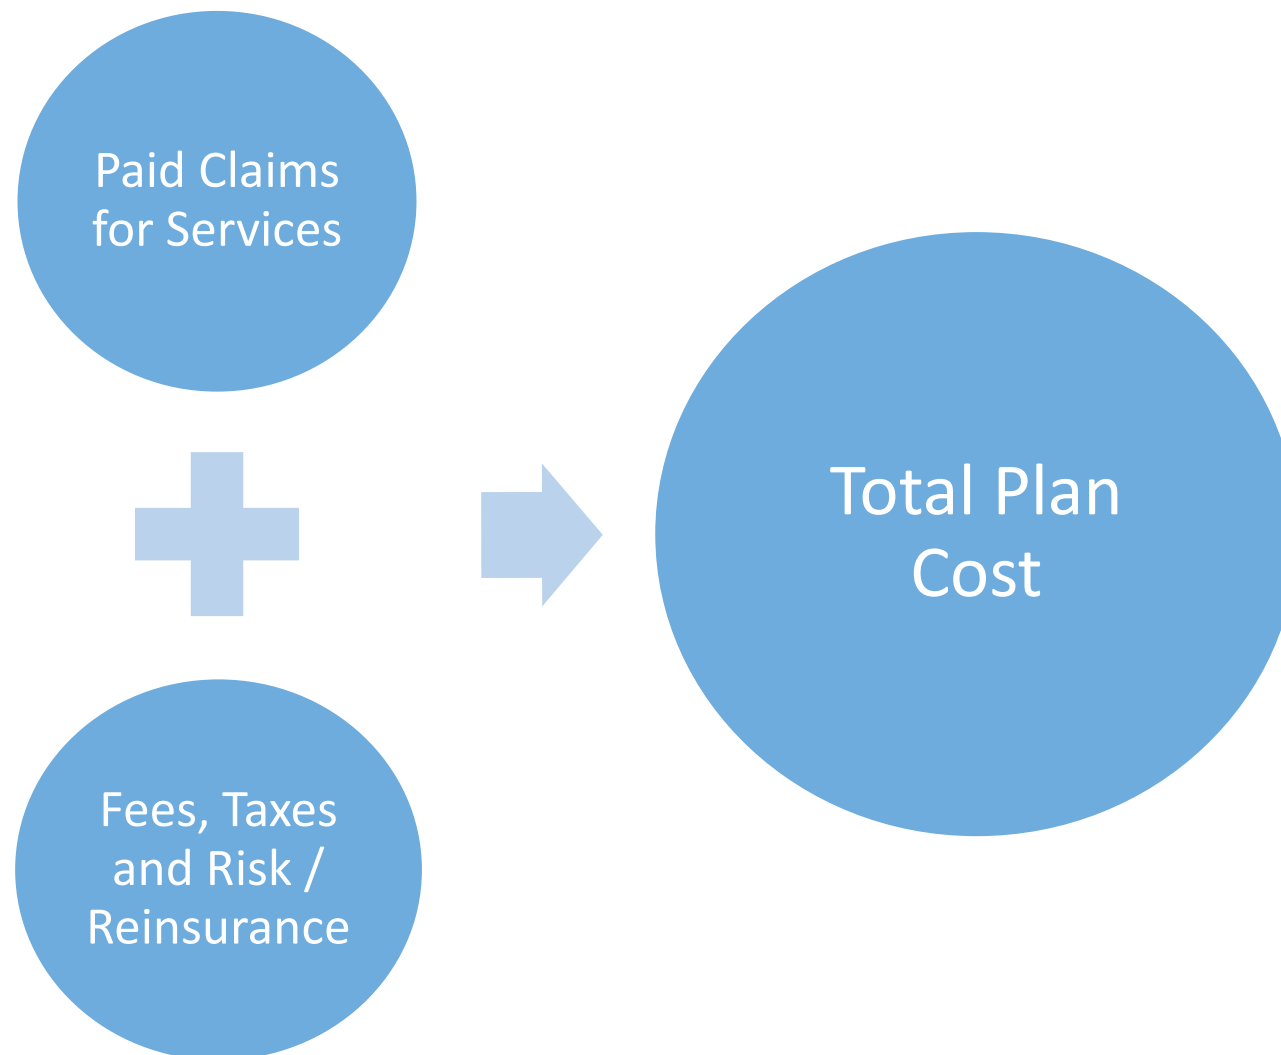 Paid Claims
for Services
Total Plan
Cost
Fees, Taxes
and Risk /
Reinsurance